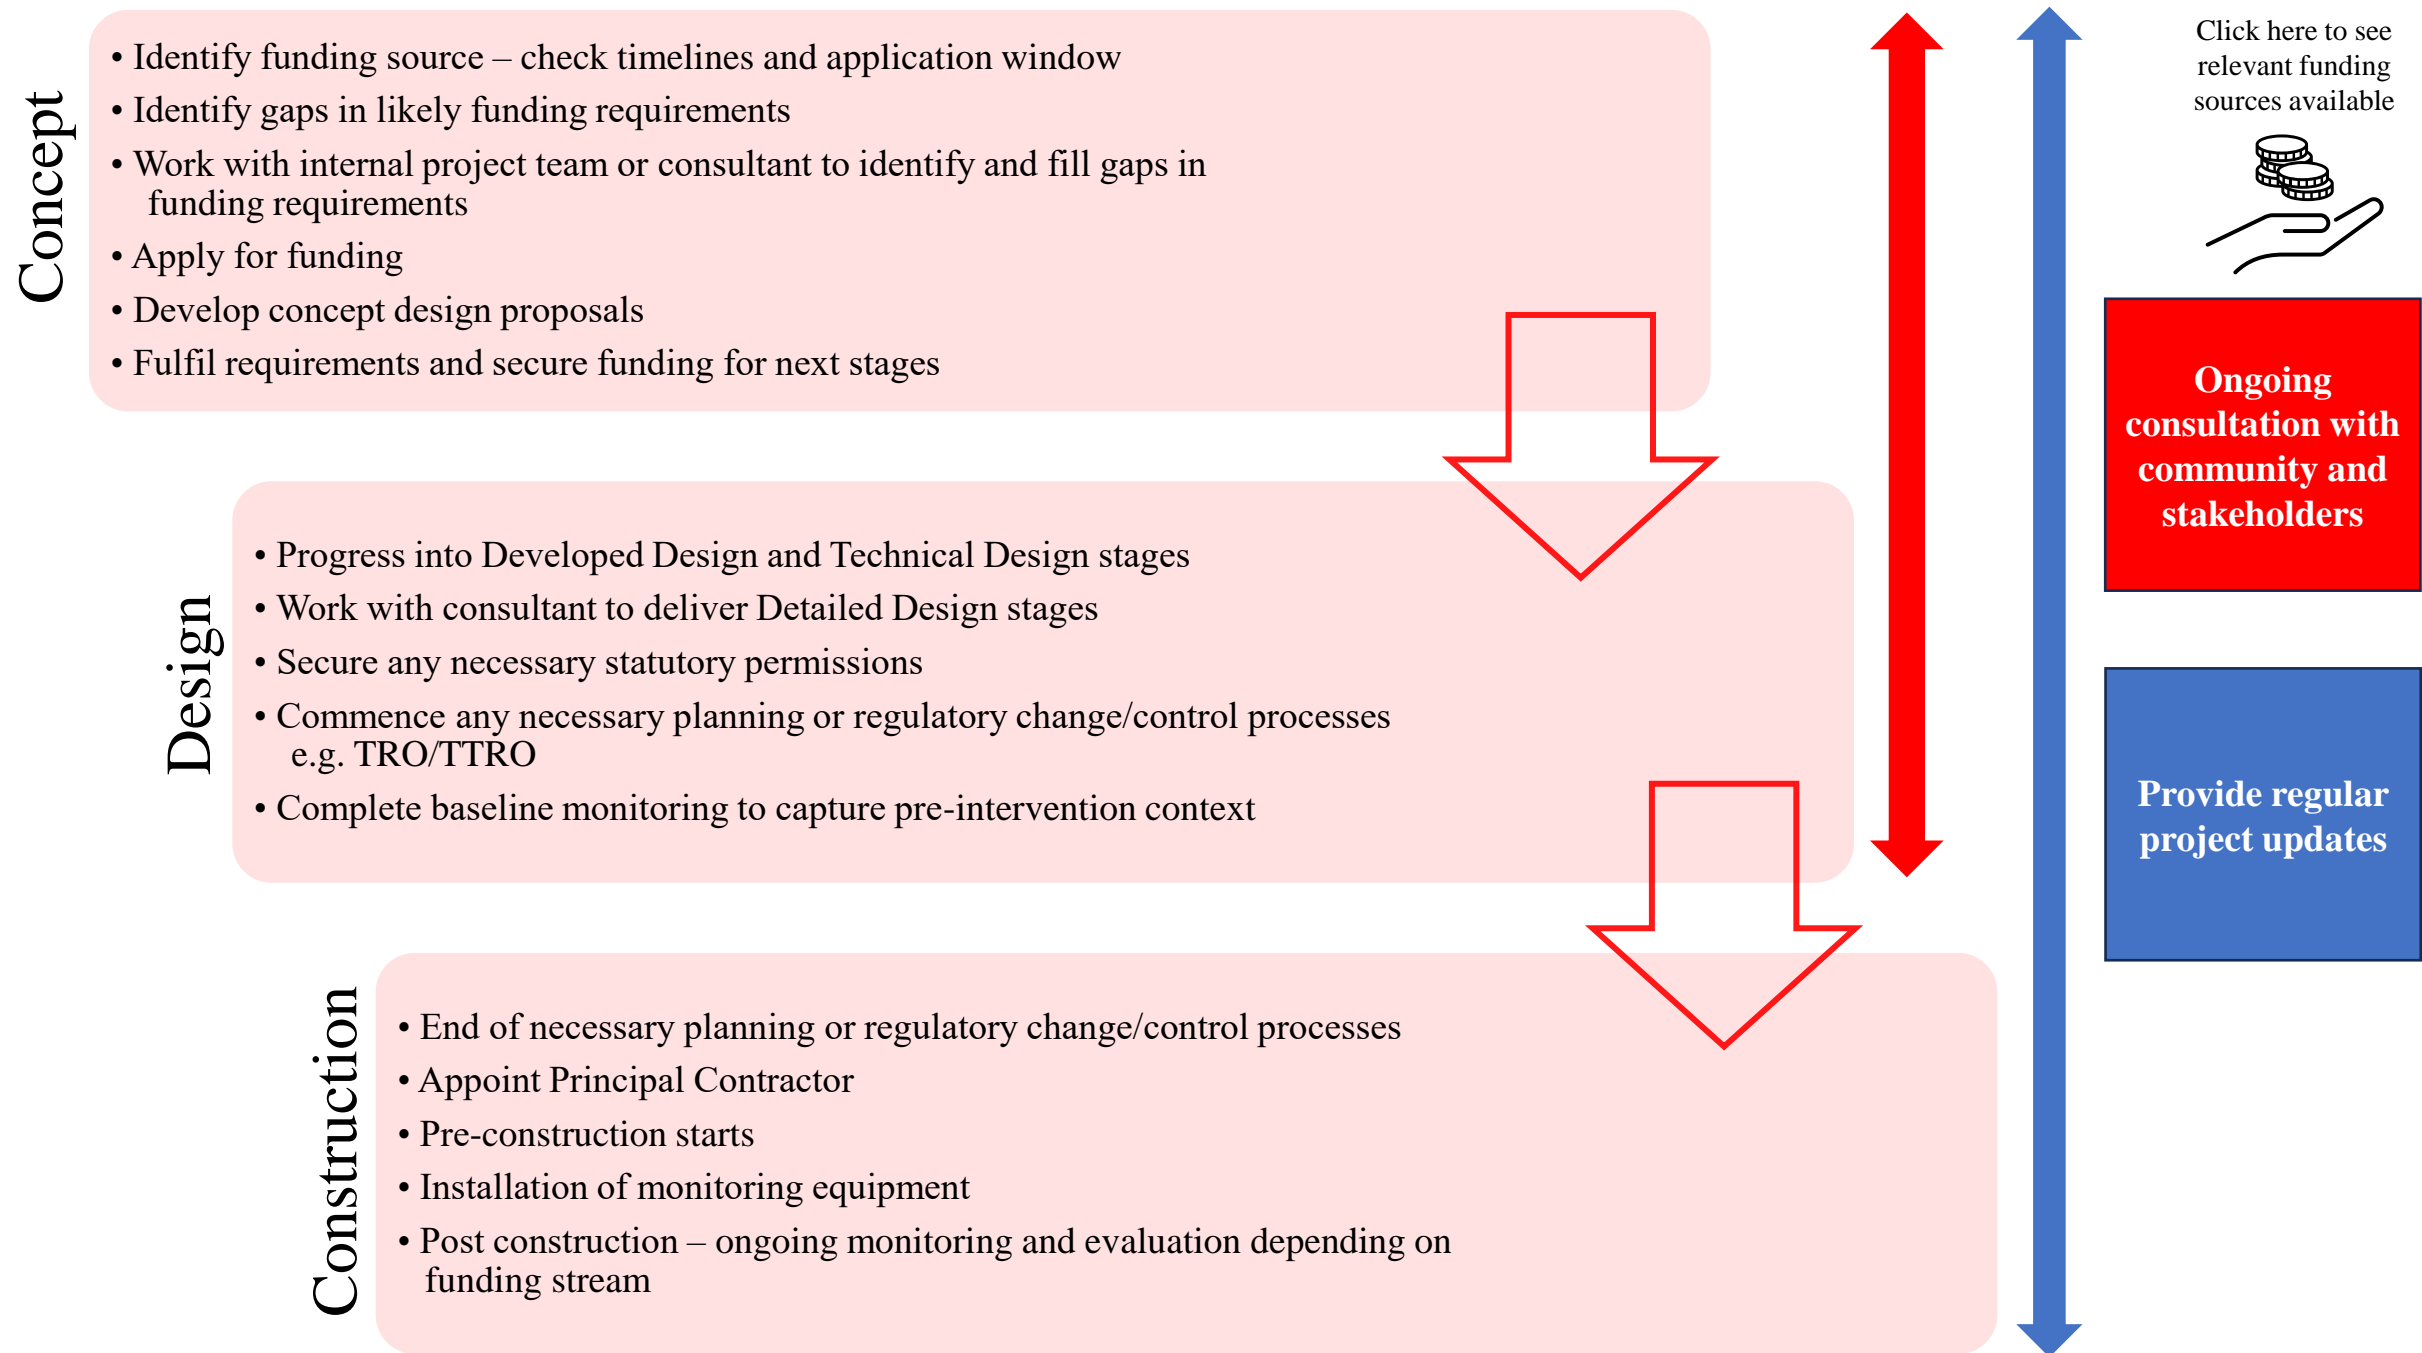 Concept
• Identify funding source – check timelines and application window
• Identify gaps in likely funding requirements
• Work with internal project team or consultant to identify and fill gaps in
funding requirements
• Apply for funding
• Develop concept design proposals
• Fulfil requirements and secure funding for next stages
Design
• Progress into Developed Design and Technical Design stages
• Work with consultant to deliver Detailed Design stages
• Secure any necessary statutory permissions
• Commence any necessary planning or regulatory change/control processes
e.g. TRO/TTRO
• Complete baseline monitoring to capture pre-intervention context
Construction
• End of necessary planning or regulatory change/control processes
• Appoint Principal Contractor
• Pre-construction starts
• Installation of monitoring equipment
• Post construction – ongoing monitoring and evaluation depending on
funding stream
Click here to see
relevant funding
sources available
Ongoing
consultation with
community and
stakeholders
Provide regular
project updates